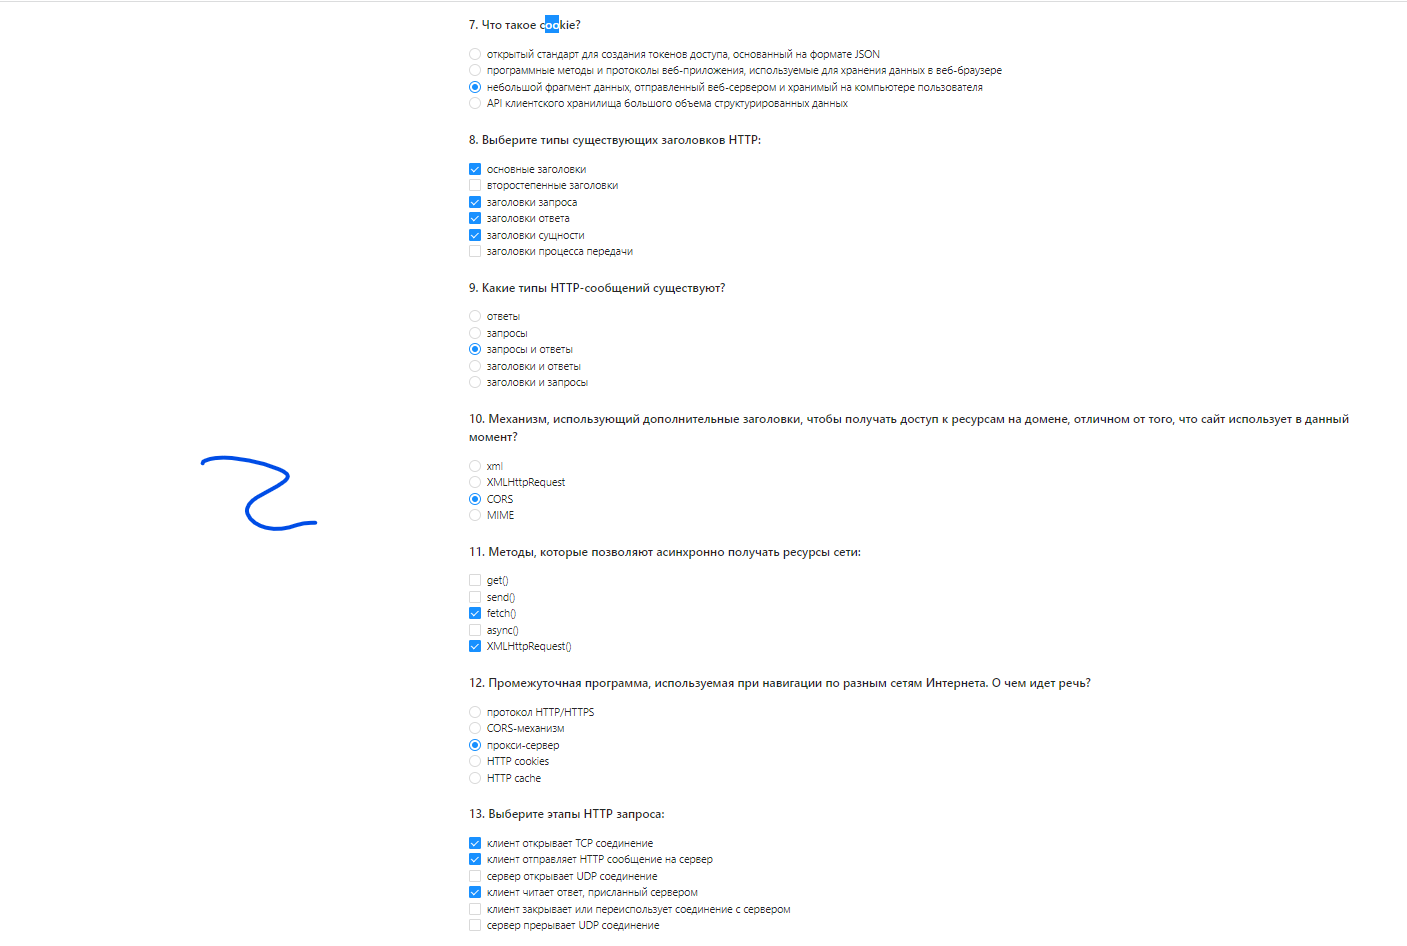 7. Что такое cookie?
открытый стандарт для создания токенов доступа, основанный на формате JSON
программные методы и протоколы веб-приложения, используемые для хранения данных в веб-браузере
небольшой фрагмент данных, отправленный веб-сервером и хранимый на компьютере пользователя
API клиентского хранилища большого объема структурированных данных
8. Выберите типы существующих заголовков HTTP:
основные заголовки
второстепенные заголовки
заголовки запроса
заголовки ответа
заголовки сущности
заголовки процесса передачи
9. Какие типы HTTP-сообщений существуют?
ответы
запросы
запросы и ответы
заголовки и ответы
заголовки и запросы
10. Механизм, использующий дополнительные заголовки, чтобы получать доступ к ресурсам на домене, отличном от того, что сайт использует в данный
момент?
xml
XMLHttpRequest
CORS
MIME
11. Методы, которые позволяют асинхронно получать ресурсы сети:
get()
send()
fetch()
async()
XMLHttpRequest()
12. Промежуточная программа, используемая при навигации по разным сетям Интернета. О чем идет речь?
протокол HTTP/HTTPS
CORS-механизм
прокси-сервер
HTTP cookies
HTTP cache
13. Выберите этапы HTTP запроса:
клиент открывает TCP соединение
клиент отправляет HTTP сообщение на сервер
сервер открывает UDP соединение
клиент читает ответ, присланный сервером
клиент закрывает или переиспользует соединение с сервером
сервер прерывает UDP соединение